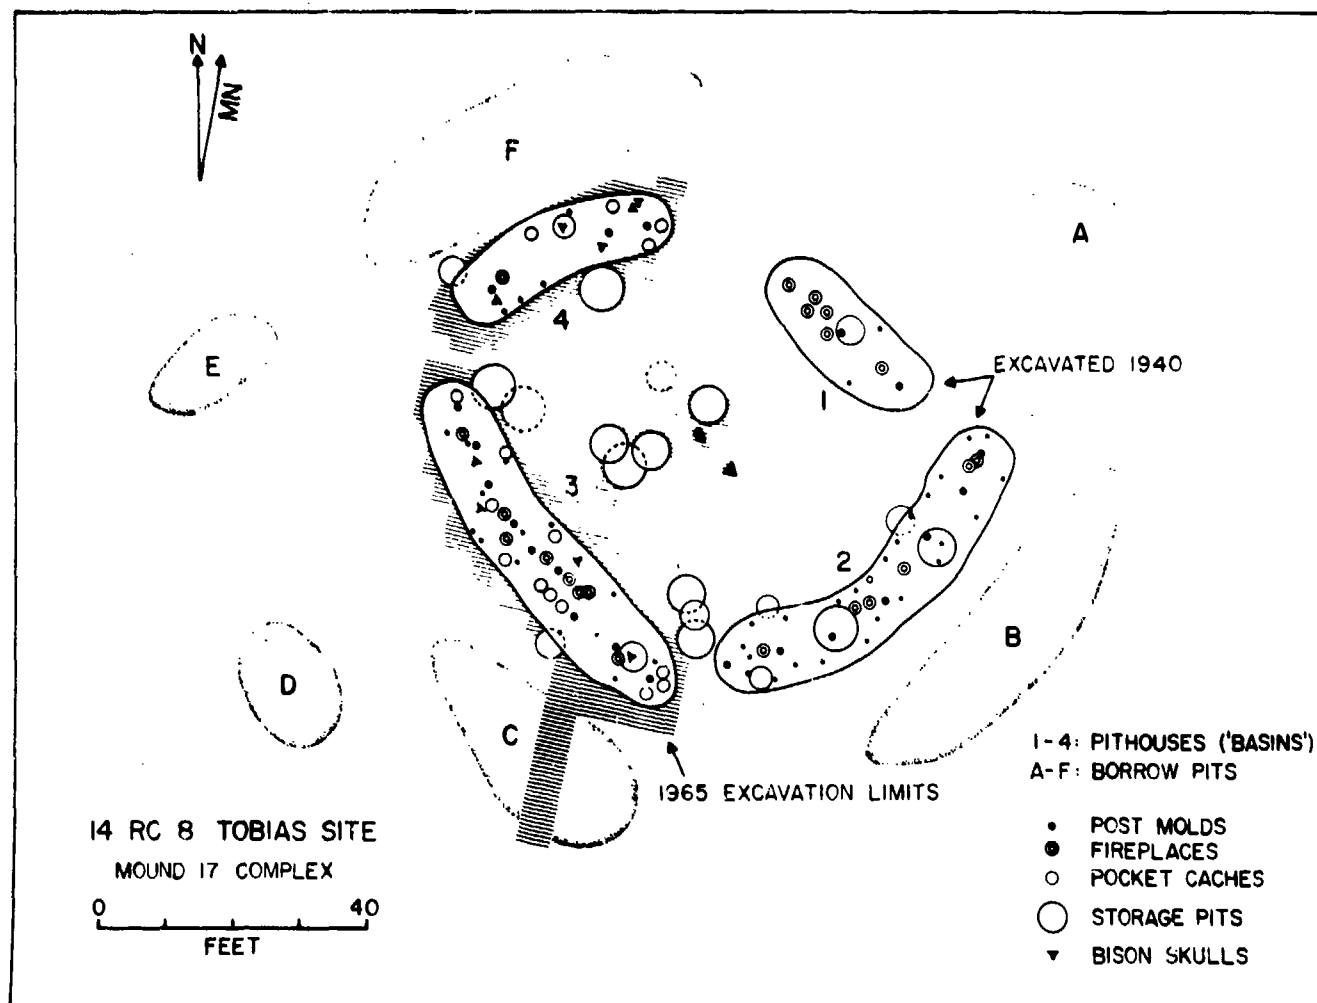 N
MN
F
A
4
E
EXCAVATED 1940
1
3
2
B
D
C
1-4: PITHOUSES ('BASINS')
A-F: BORROW PITS
1965 EXCAVATION LIMITS
14 RC 8 TOBIAS SITE
MOUND 17 COMPLEX
0 40
FEET
POST MOLDS
FIREPLACES
POCKET CACHES
STORAGE PITS
BISON SKULLS